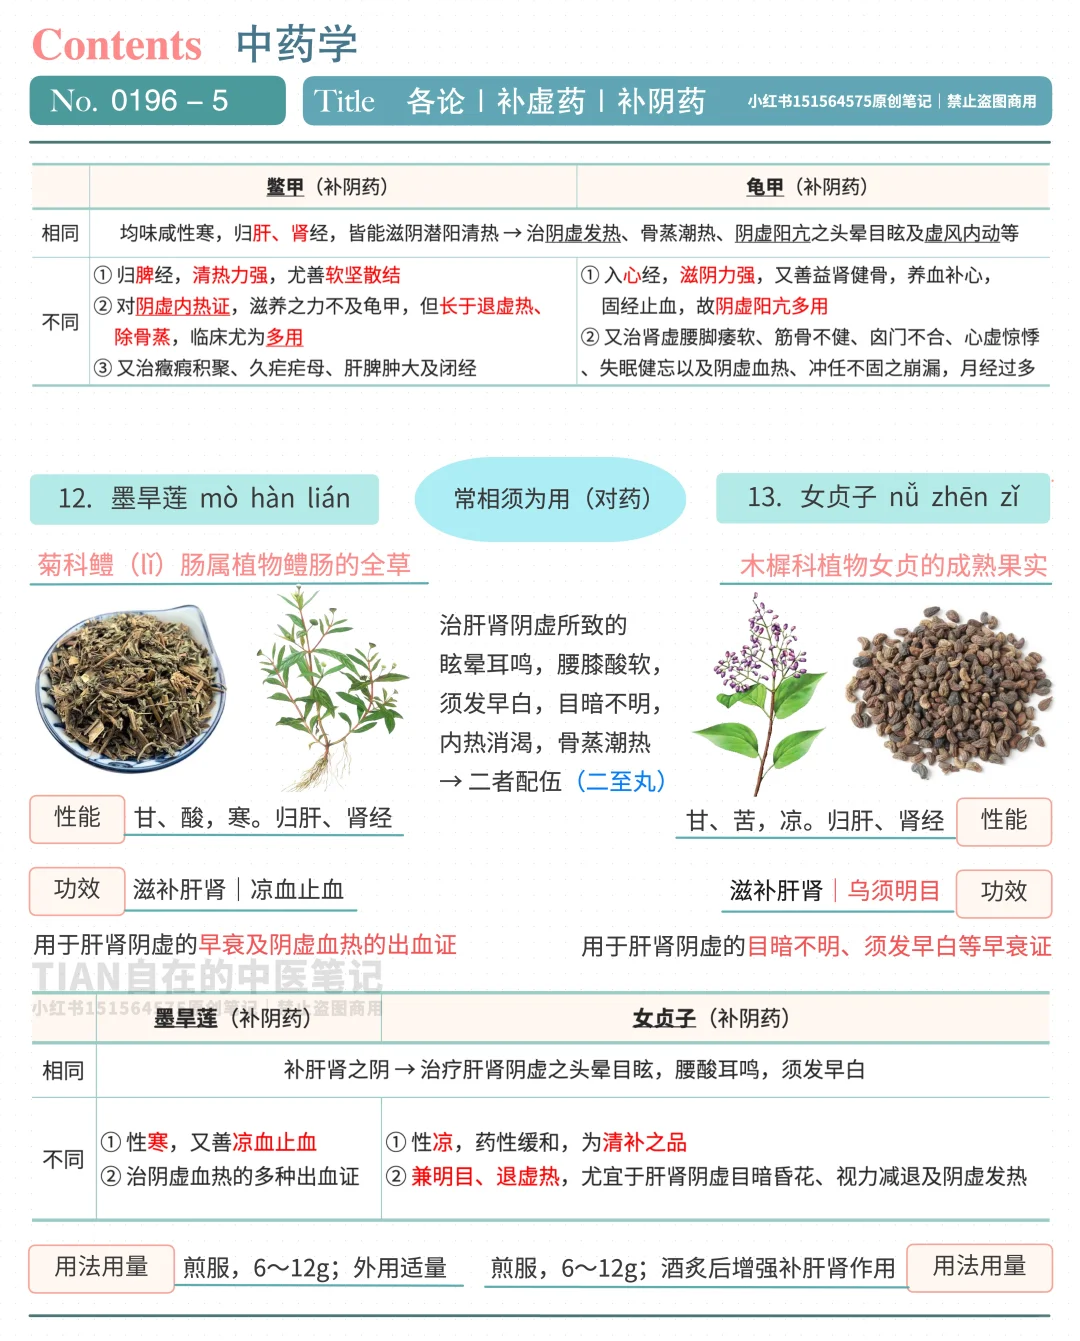 Contents 中药学
No. 0196 – 5
Title 各论 | 补虚药 | 补阴药 小红书151564575原创笔记｜禁止盗图商用
鳖甲（补阴药） 龟甲（补阴药）
相同 均味咸性寒，归肝、肾经，皆能滋阴潜阳清热→治阴虚发热、骨蒸潮热、阴虚阳亢之头晕目眩及虚风内动等
不同
①归脾经，清热力强，尤善软坚散结
②对阴虚内热证，滋养之力不及龟甲，但长于退虚热、
除骨蒸，临床尤为多用
③又治癥瘕积聚、久疟疟母、肝脾肿大及闭经
①入心经，滋阴力强，又善益肾健骨，养血补心，
固经止血，故阴虚阳亢多用
②又治肾虚腰脚痿软、筋骨不健、囟门不合、心虚惊悸
、失眠健忘以及阴虚血热、冲任不固之崩漏，月经过多
12. 墨旱莲 mò hàn lián
常相须为用（对药）
13. 女贞子 nǚ zhēn zǐ
菊科鳢（lǐ）肠属植物鳢肠的全草
木樨科植物女贞的成熟果实
治肝肾阴虚所致的
眩晕耳鸣，腰膝酸软，
须发早白，目暗不明，
内热消渴，骨蒸潮热
→二者配伍（二至丸）
性能 甘、酸，寒。归肝、肾经
甘、苦，凉。归肝、肾经 性能
功效 滋补肝肾｜凉血止血
滋补肝肾｜乌须明目 功效
用于肝肾阴虚的早衰及阴虚血热的出血证
用于肝肾阴虚的目暗不明、须发早白等早衰证
TIAN自在的中医笔记
小红书151564575原创笔记｜禁止盗图商用
墨旱莲（补阴药） 女贞子（补阴药）
相同 补肝肾之阴→治疗肝肾阴虚之头晕目眩，腰酸耳鸣，须发早白
不同
①性寒，又善凉血止血
②治阴虚血热的多种出血证
①性凉，药性缓和，为清补之品
②兼明目、退虚热，尤宜于肝肾阴虚目暗昏花、视力减退及阴虚发热
用法用量 煎服，6～12g；外用适量
煎服，6～12g；酒炙后增强补肝肾作用 用法用量